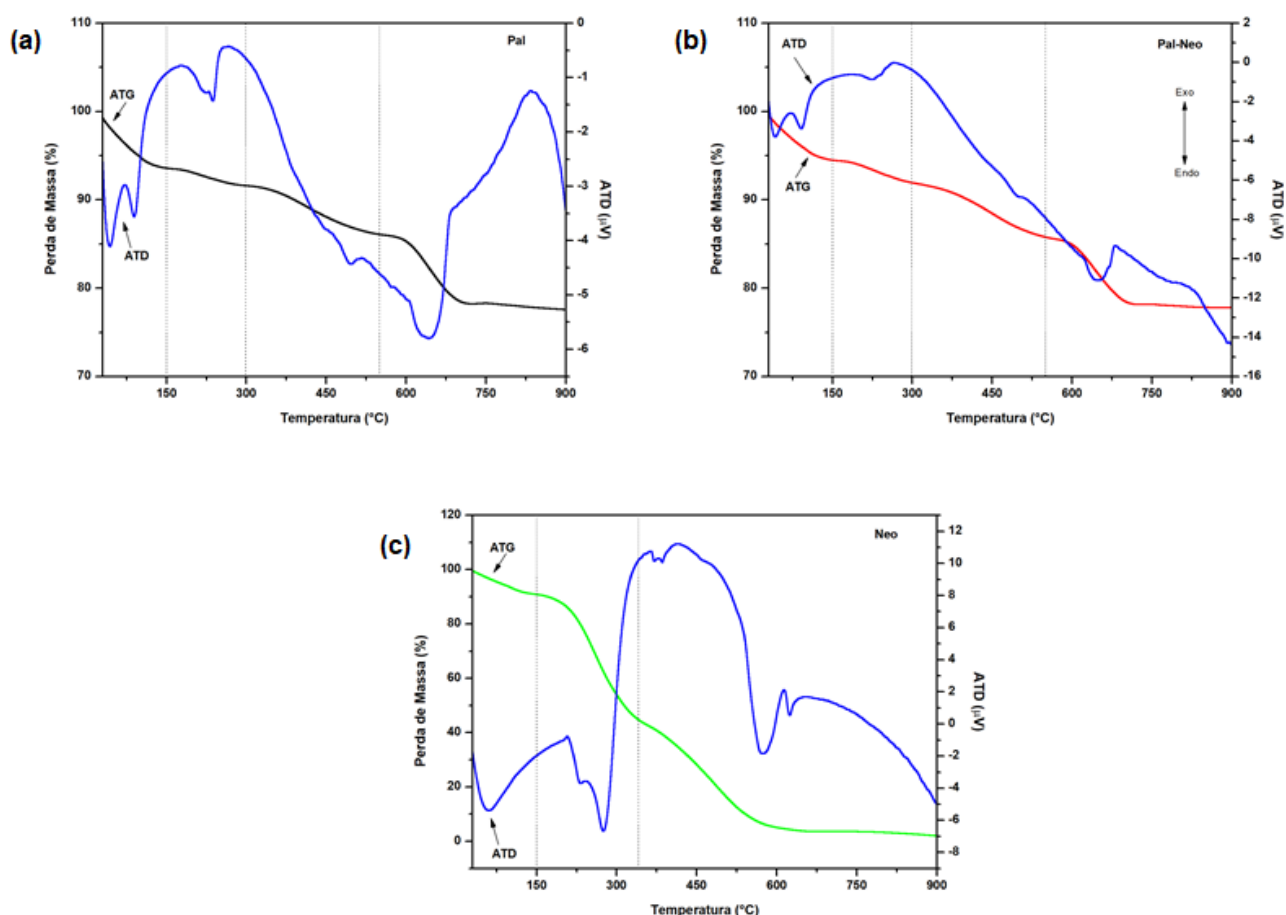 (a)
Pal
ATG
ATD
110
100
90
80
70
0
-1
-2
-3
-4
-5
-6
150
300
450
600
750
900
Perda de Massa (%)
ATD (µV)
Temperatura (°C)
(b)
Pal-Neo
ATD
ATG
Exo
Endo
110
100
90
80
70
2
0
-2
-4
-6
-8
-10
-12
-14
-16
150
300
450
600
750
900
Perda de Massa (%)
ATD (µV)
Temperatura (°C)
(c)
Neo
ATG
ATD
120
100
80
60
40
20
0
12
10
8
6
4
2
0
-2
-4
-6
-8
150
300
450
600
750
900
Perda de Massa (%)
ATD (µV)
Temperatura (°C)